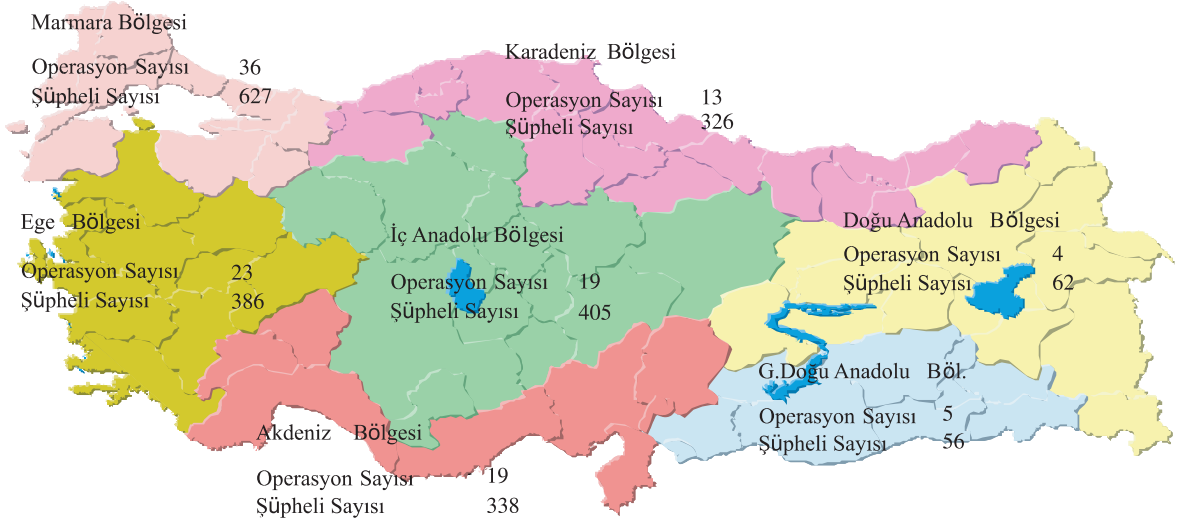 Marmara Bölgesi
Operasyon Sayısı 36
Şüpheli Sayısı 627
Karadeniz Bölgesi
Operasyon Sayısı 13
Şüpheli Sayısı 326
Ege Bölgesi
Operasyon Sayısı 23
Şüpheli Sayısı 386
İç Anadolu Bölgesi
Operasyon Sayısı 19
Şüpheli Sayısı 405
Doğu Anadolu Bölgesi
Operasyon Sayısı 4
Şüpheli Sayısı 62
G.Doğu Anadolu Böl.
Operasyon Sayısı 5
Şüpheli Sayısı 56
Akdeniz Bölgesi
Operasyon Sayısı 19
Şüpheli Sayısı 338